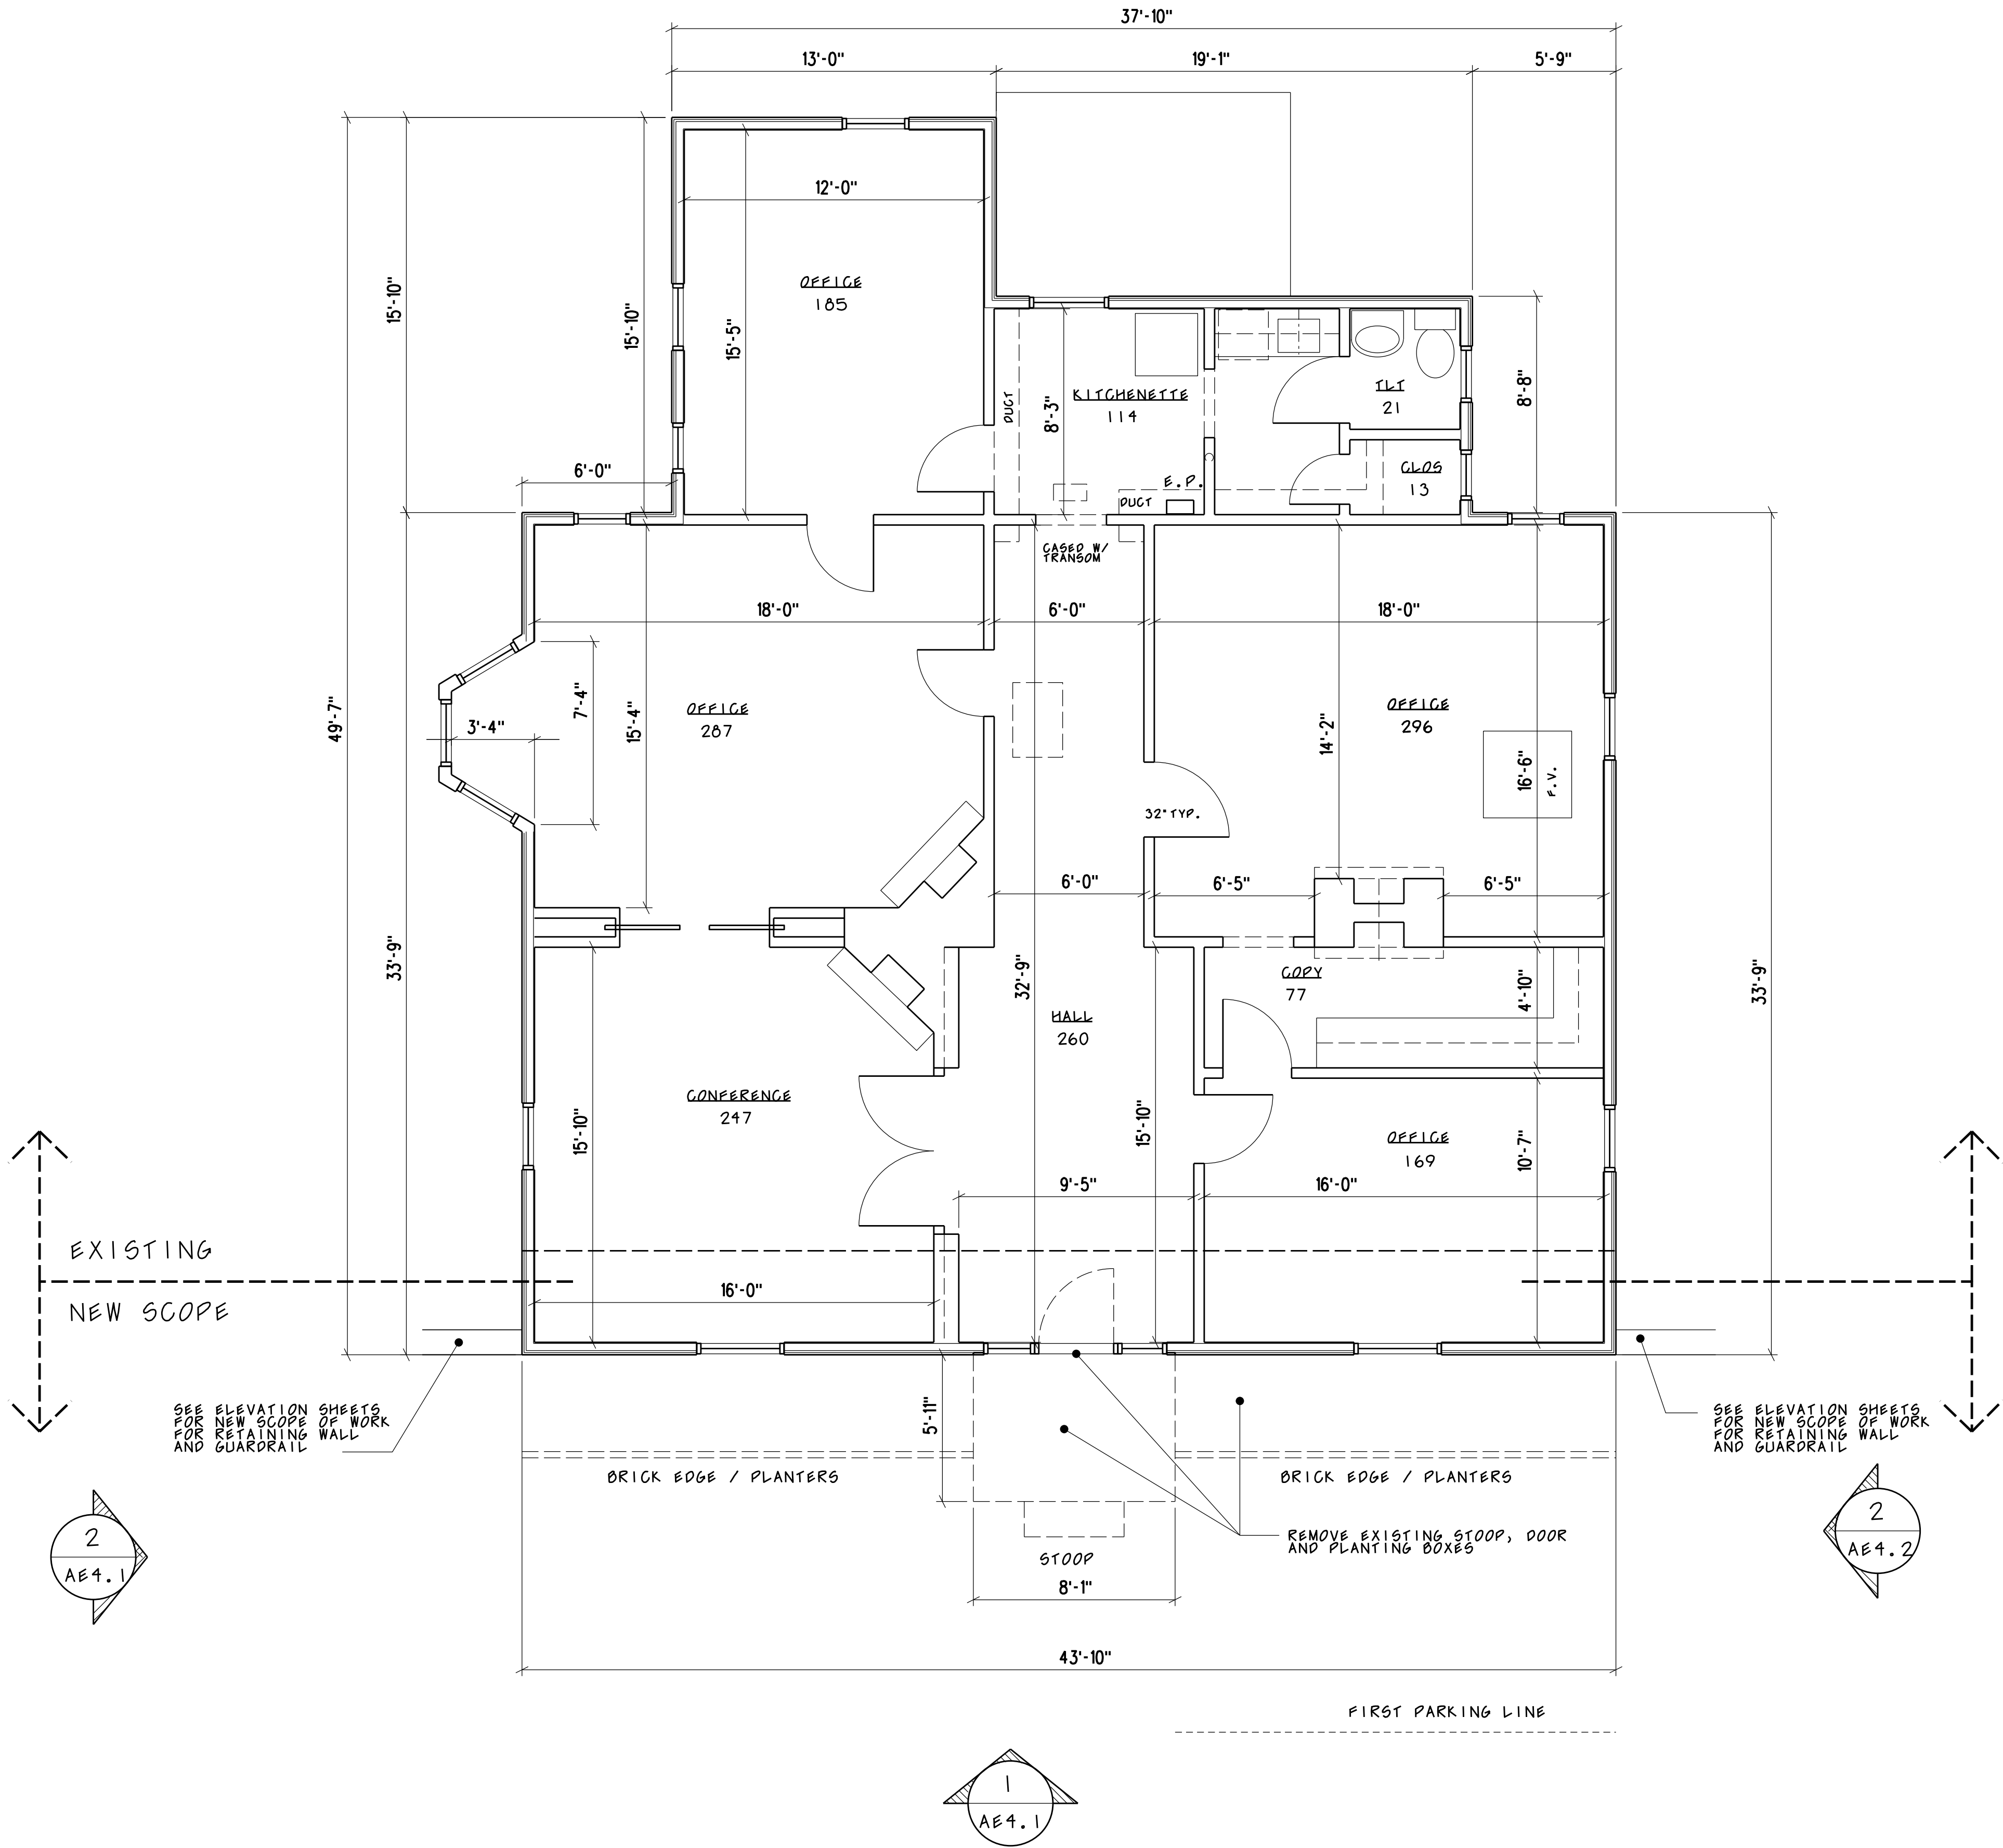 37'-10"
13'-0"
19'-1"
5'-9"
12'-0"
OFFICE
185
15'-10"
15'-10"
15'-5"
8'-8"
KITCHENETTE
114
DUCT
8'-3"
TLT
21
CLOS
13
6'-0"
E.P.
DUCT
CASED W/
TRANSOM
18'-0"
6'-0"
18'-0"
49'-7"
7'-4"
15'-4"
3'-4"
OFFICE
287
14'-2"
OFFICE
296
16'-6"
F.V.
32" TYP.
6'-0"
6'-5"
6'-5"
33'-9"
32'-9"
COPY
77
4'-10"
33'-9"
HALL
260
CONFERENCE
247
15'-10"
15'-10"
OFFICE
169
10'-7"
9'-5"
16'-0"
EXISTING
NEW SCOPE
16'-0"
SEE ELEVATION SHEETS
FOR NEW SCOPE OF WORK
FOR RETAINING WALL
AND GUARDRAIL
5'-11"
SEE ELEVATION SHEETS
FOR NEW SCOPE OF WORK
FOR RETAINING WALL
AND GUARDRAIL
BRICK EDGE / PLANTERS
BRICK EDGE / PLANTERS
2
AE4.1
2
AE4.2
REMOVE EXISTING STOOP, DOOR
AND PLANTING BOXES
STOOP
8'-1"
43'-10"
FIRST PARKING LINE
1
AE4.1